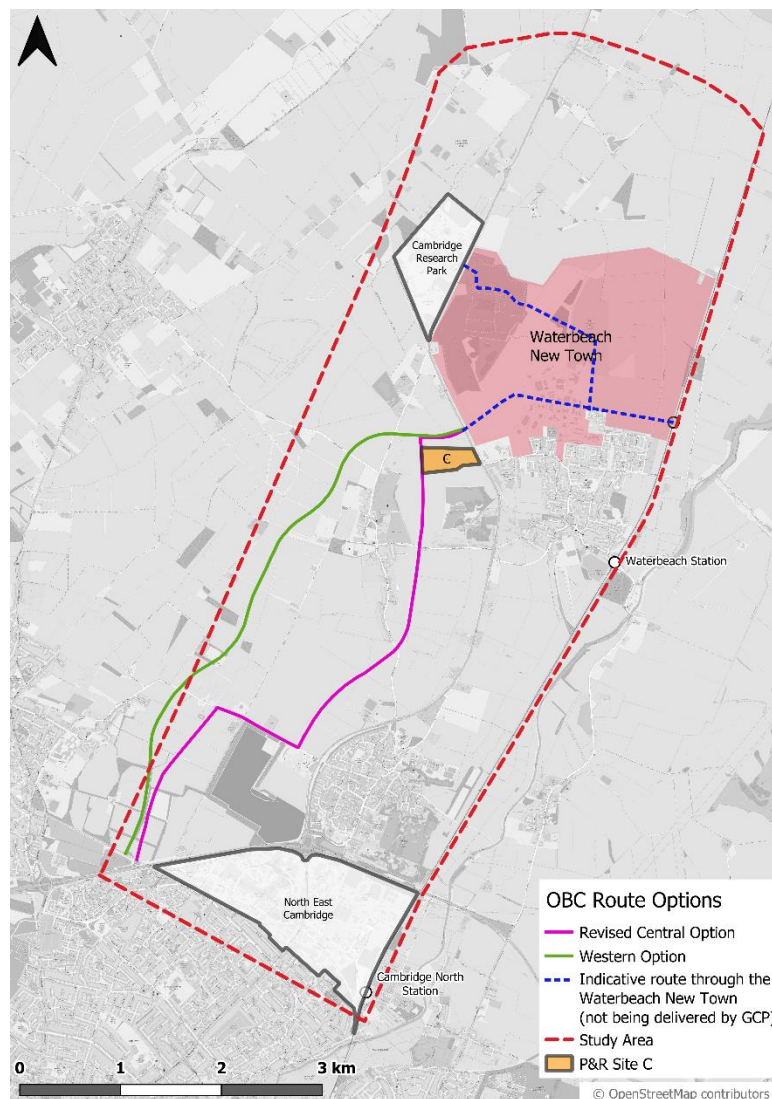 Cambridge
Research
Park
Waterbeach
New Town
C
Waterbeach Station
North East
Cambridge
Cambridge North
Station
OBC Route Options
Revised Central Option
Western Option
Indicative route through the
Waterbeach New Town
(not being delivered by GCP)
Study Area
P&R Site C
0 1 2 3 km
© OpenStreetMap contributors